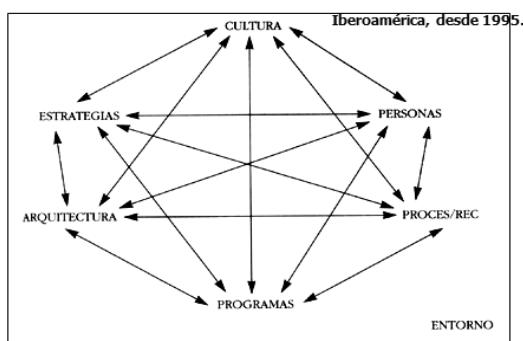 Iberoamérica, desde 1995.
CULTURA
ESTRATEGIAS
PERSONAS
ARQUITECTURA
PROCES/REC
PROGRAMAS
ENTORNO